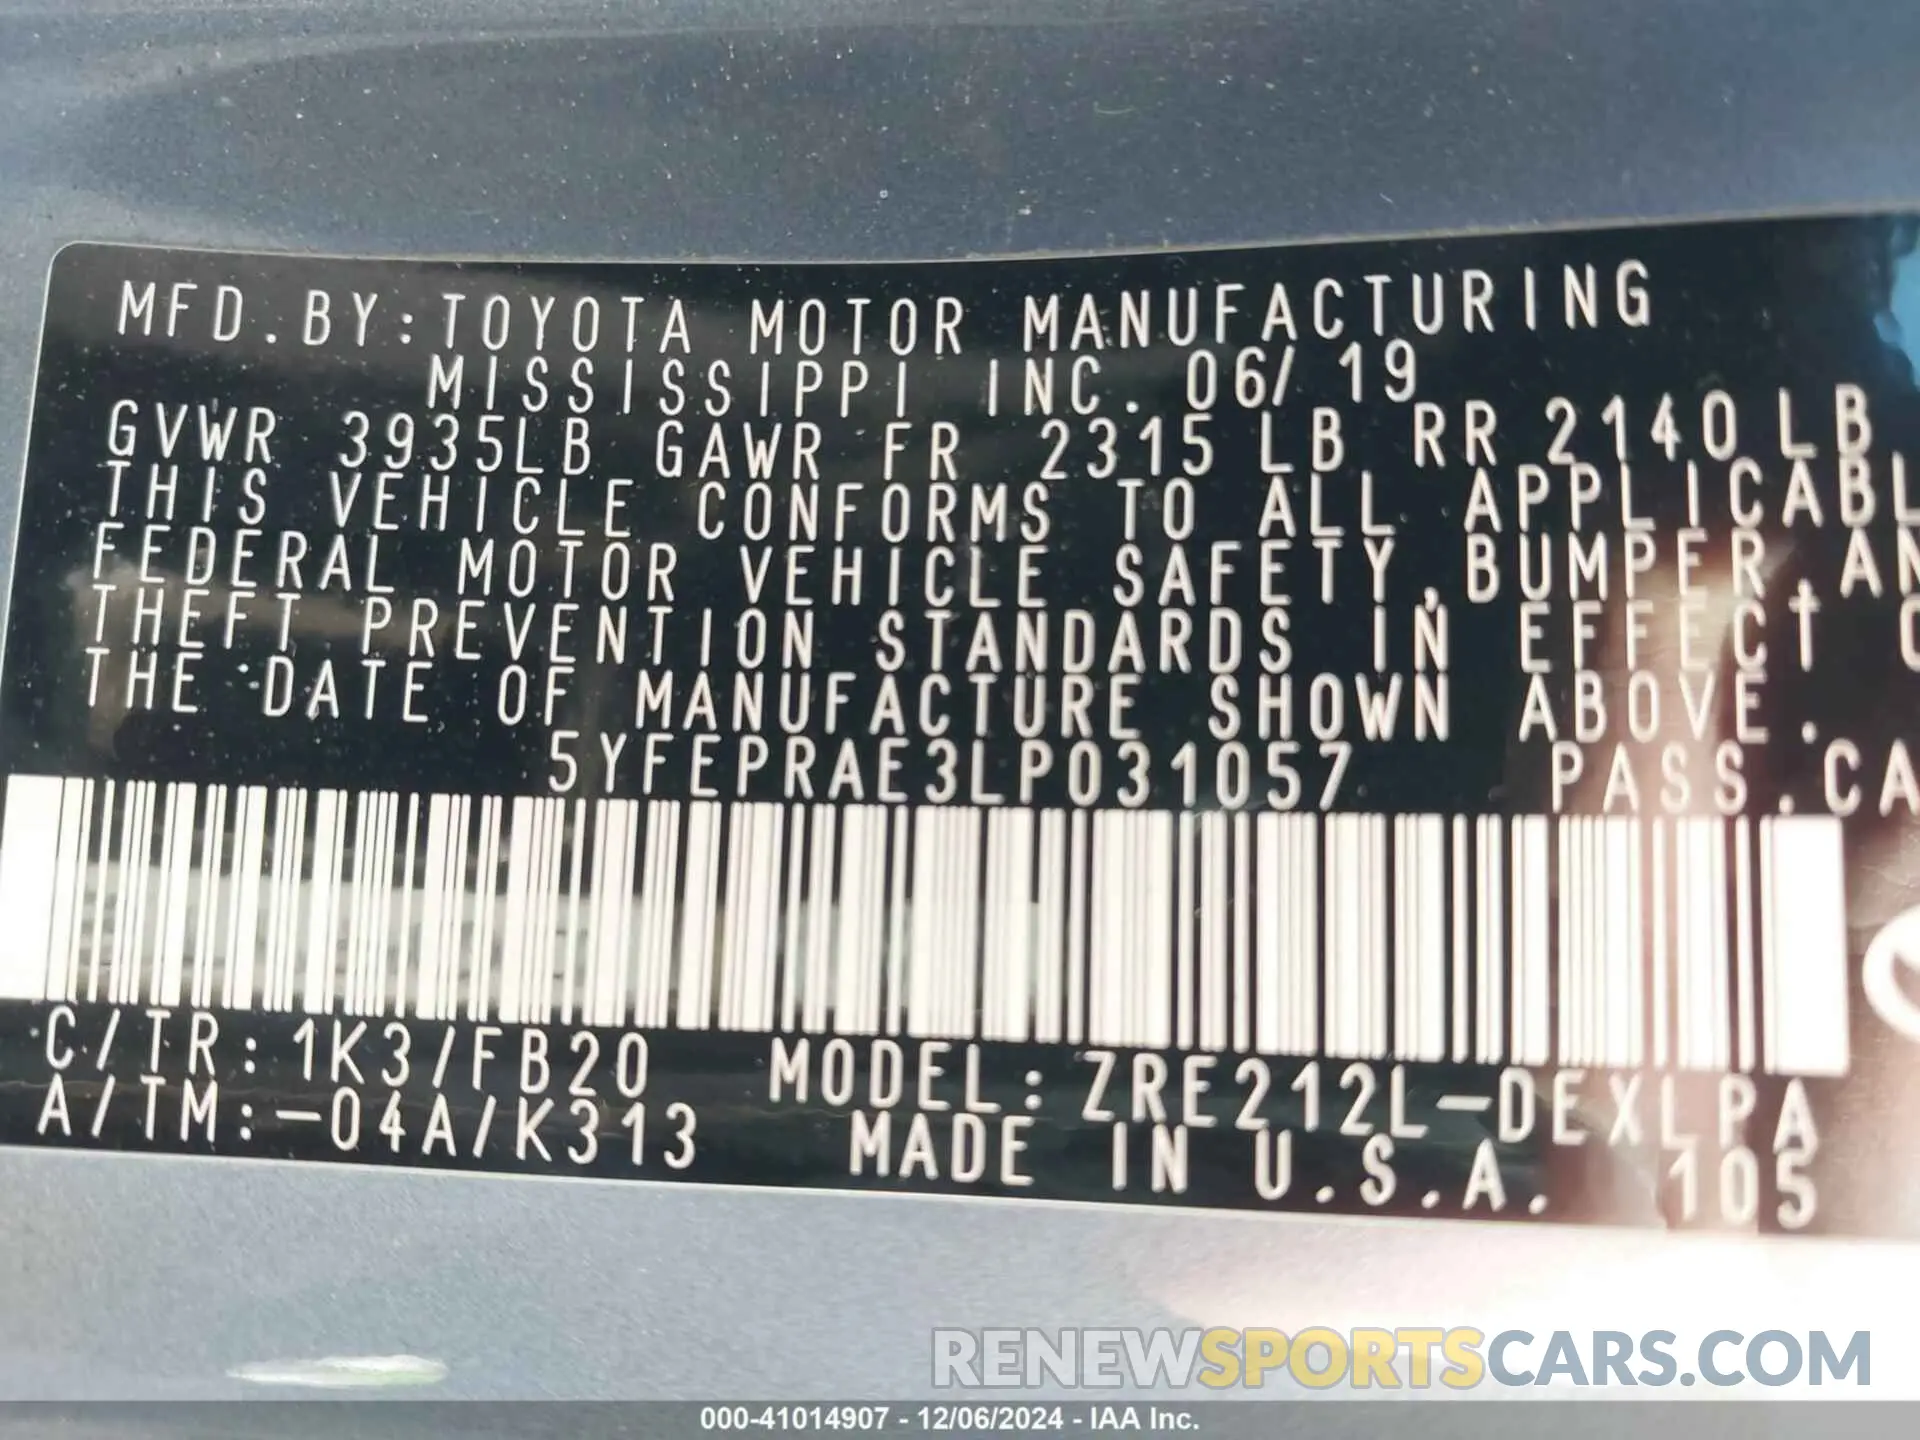 MFD.BY:TOYOTA MOTOR MANUFACTURING
MISSISSIPPI INC. 06/ 19
GVWR 3935LB GAWR FR 2315 LB RR 2140 LB
THIS VEHICLE CONFORMS TO ALL APPLICABL
FEDERAL MOTOR VEHICLE SAFETY,BUMPER,AN
THEFT PREVENTION STANDARDS IN EFFECT O
THE DATE OF MANUFACTURE SHOWN ABOVE.
5YFEPRAE3LP031057 PASS.CA
C/TR: 1K3/FB20 MODEL: ZRE212L-DEXLPA
A/TM:-04A/K313 MADE IN U.S.A. 105
RENEWSPORTSCARS.COM
000-41014907 - 12/06/2024 - IAA Inc.